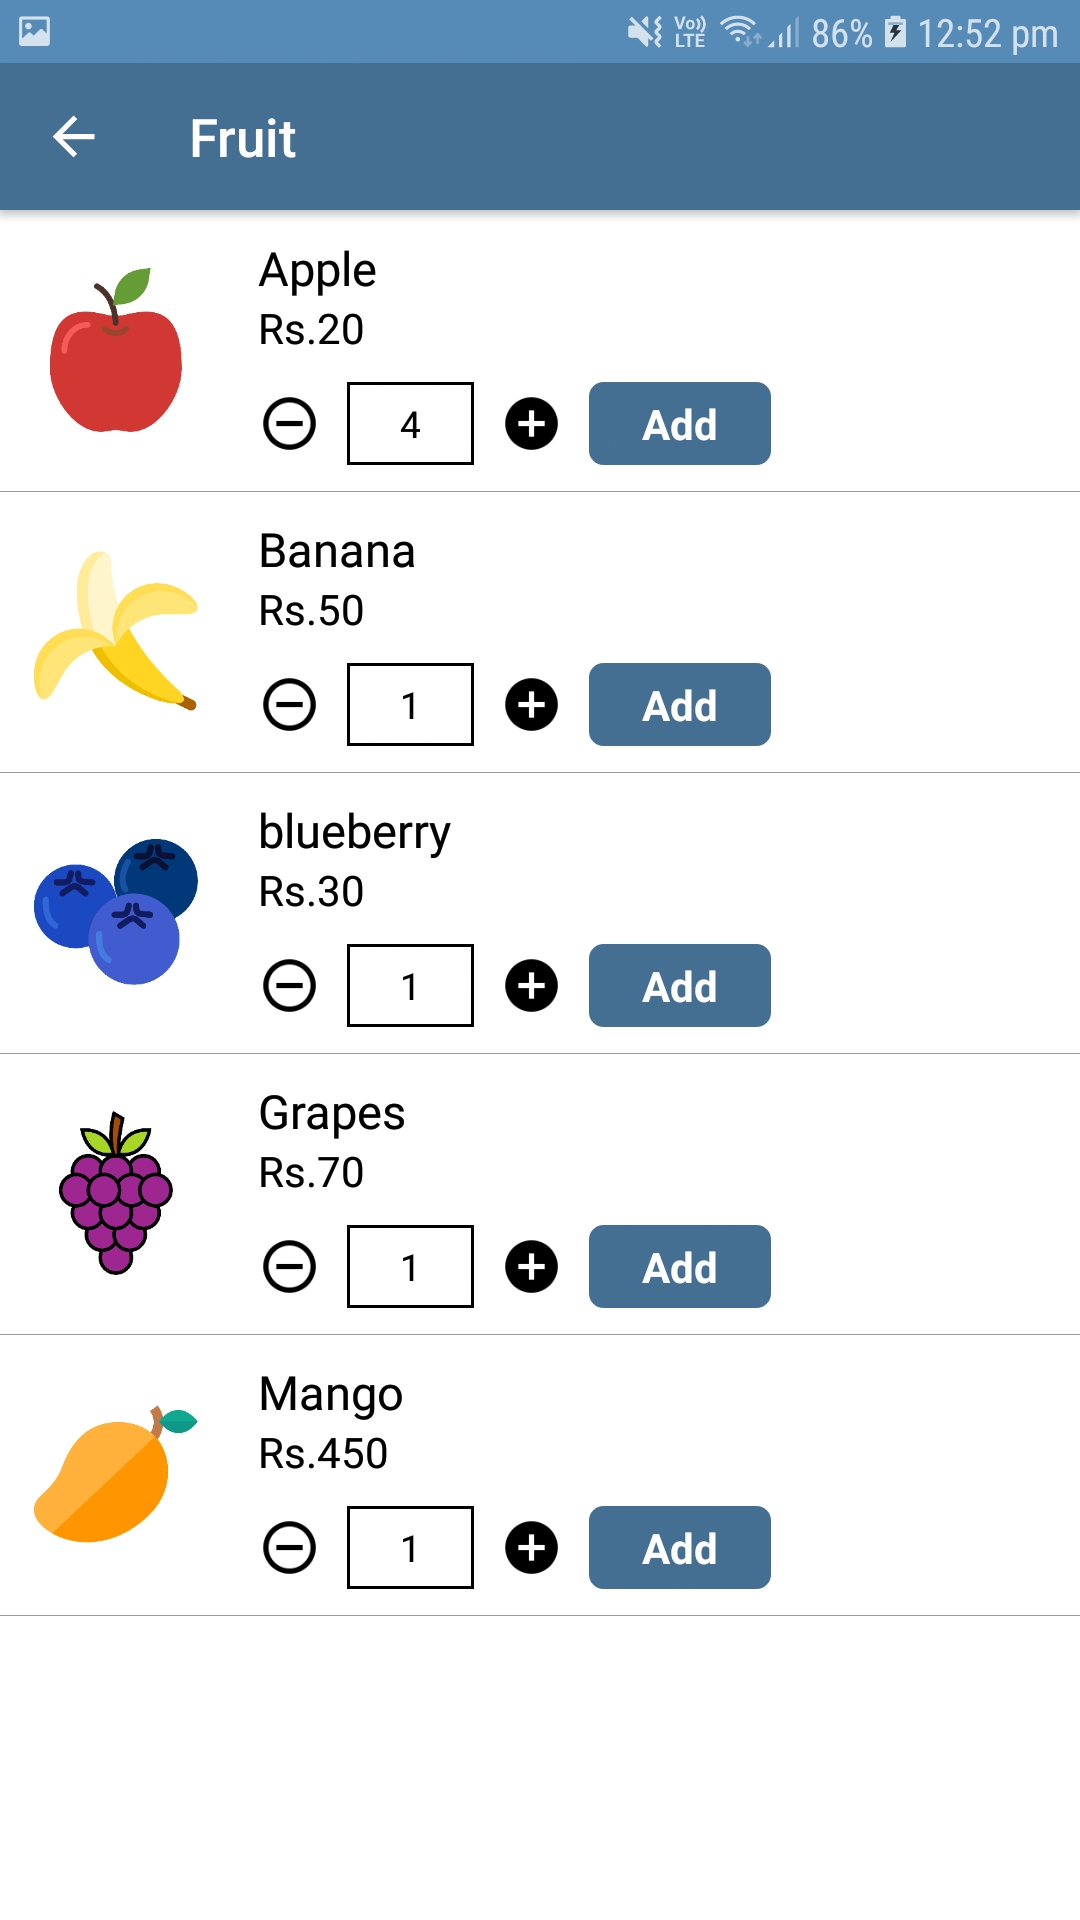 Vo)) LTE 86% 12:52 pm
Fruit
Apple
Rs.20
4 Add
Banana
Rs.50
1 Add
blueberry
Rs.30
1 Add
Grapes
Rs.70
1 Add
Mango
Rs.450
1 Add